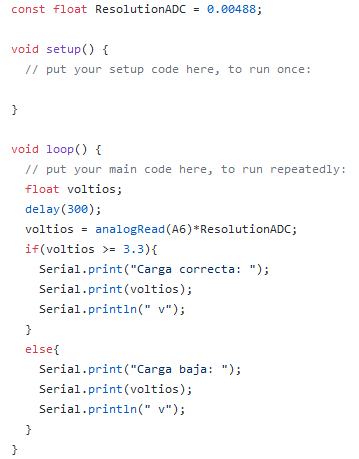 const float ResolutionADC = 0.00488;
void setup() {
// put your setup code here, to run once:
}
void loop() {
// put your main code here, to run repeatedly:
float voltios;
delay(300);
voltios = analogRead(A6)*ResolutionADC;
if(voltios >= 3.3){
Serial.print("Carga correcta: ");
Serial.print(voltios);
Serial.println(" v");
}
else{
Serial.print("Carga baja: ");
Serial.print(voltios);
Serial.println(" v");
}
}